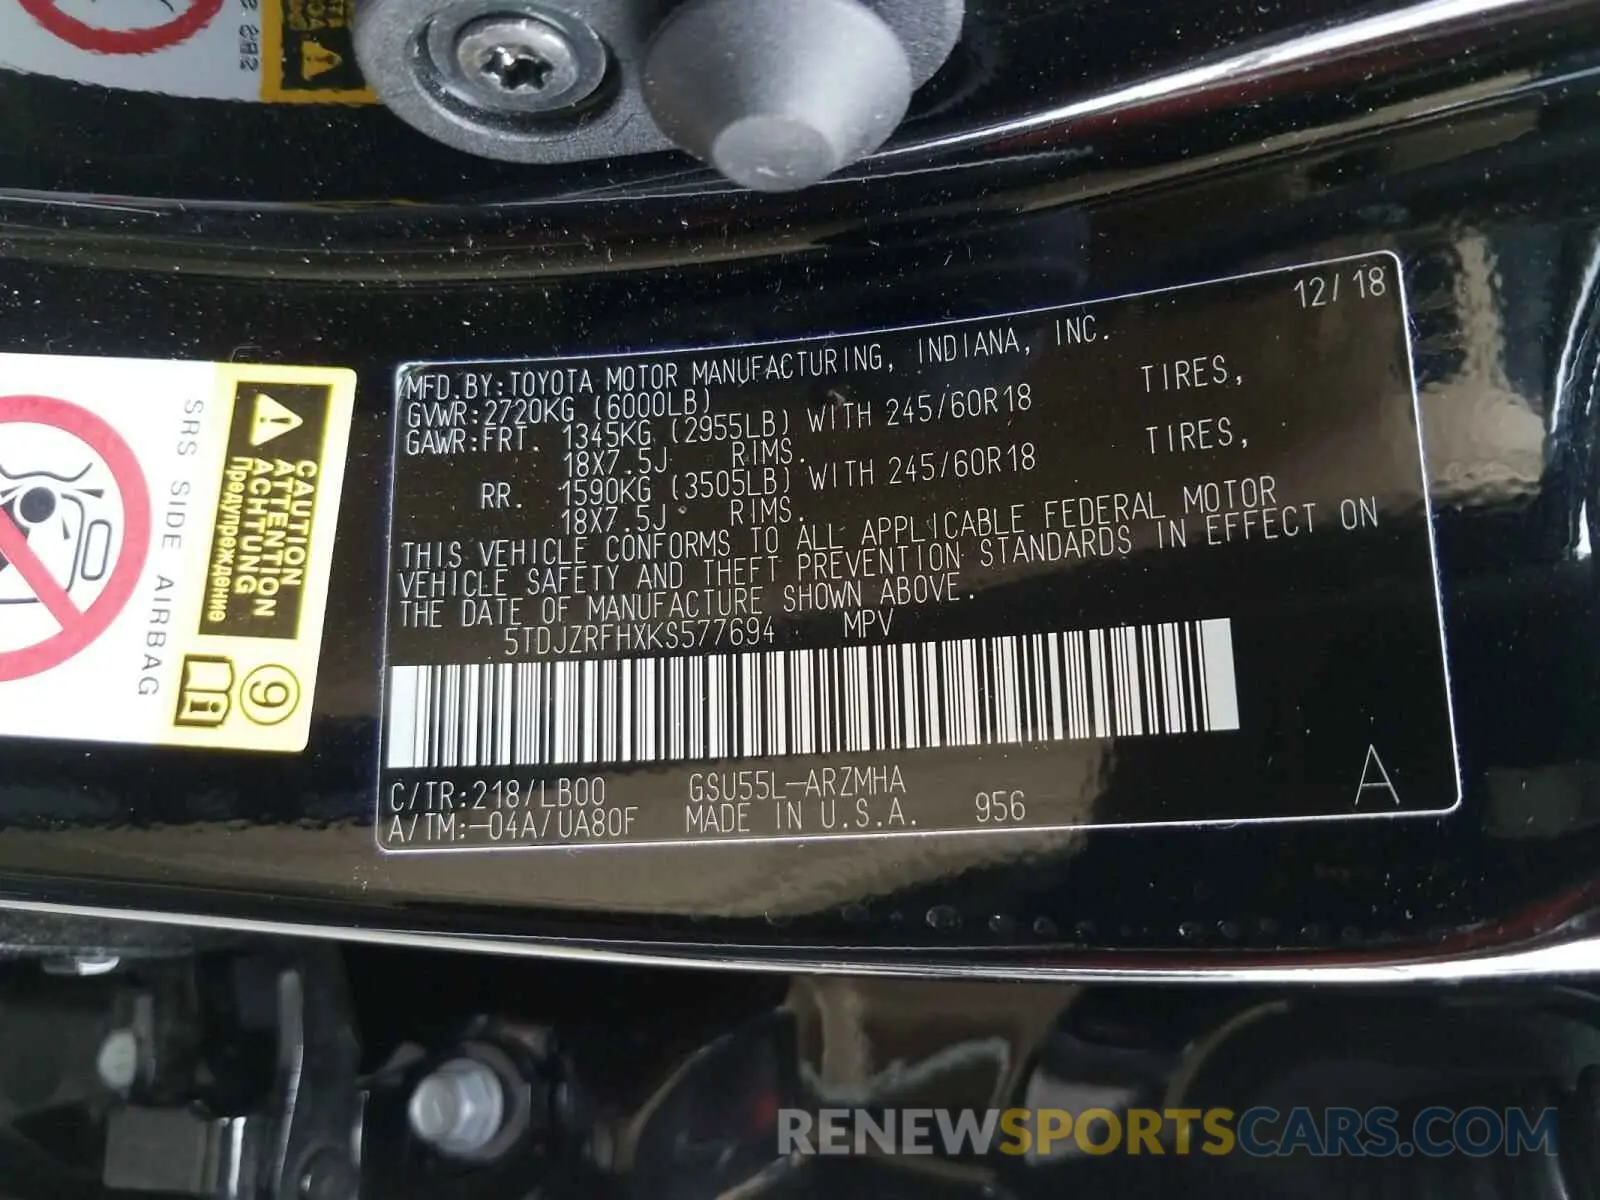 12/18
MFD.BY:TOYOTA MOTOR MANUFACTURING, INDIANA, INC.
GVWR:2720KG (6000LB)
GAWR:FRT. 1345KG (2955LB) WITH 245/60R18 TIRES,
18X7.5J RIMS.
RR. 1590KG (3505LB) WITH 245/60R18 TIRES,
18X7.5J RIMS.
THIS VEHICLE CONFORMS TO ALL APPLICABLE FEDERAL MOTOR
VEHICLE SAFETY AND THEFT PREVENTION STANDARDS IN EFFECT ON
THE DATE OF MANUFACTURE SHOWN ABOVE.
5TDJZRFHXKS577694 MPV
C/TR:218/LB00 GSU55L-ARZMHA
A/TM:-04A/UA80F MADE IN U.S.A. 956
A
CAUTION
ATTENTION
ACHTUNG
Предупреждение
SRS SIDE AIRBAG
9
i
RENEWSPORTSCARS.COM